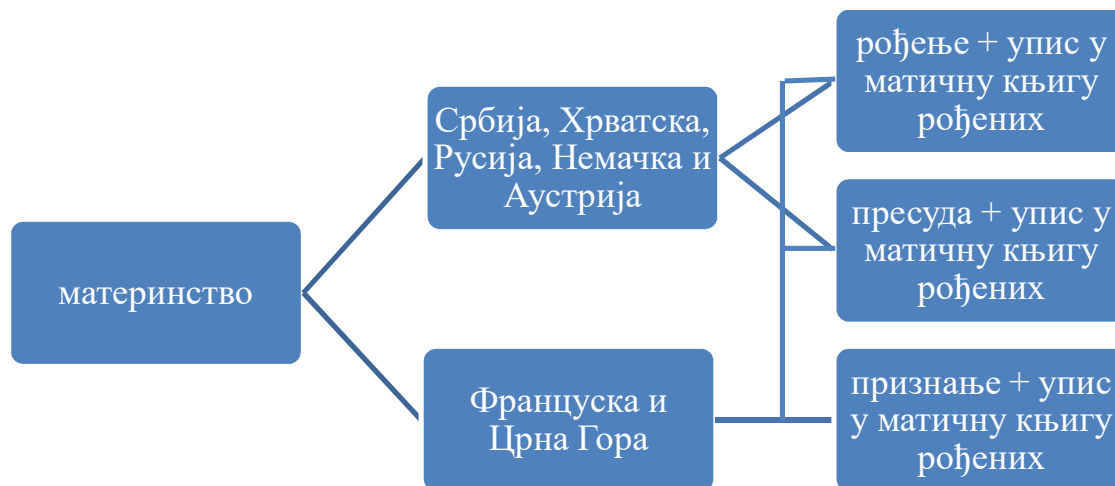 материнство
Србија, Хрватска,
Русија, Немачка и
Аустрија
Француска и
Црна Гора
рођење + упис у
матичну књигу
рођених
пресуда + упис у
матичну књигу
рођених
признање + упис
у матичну књигу
рођених